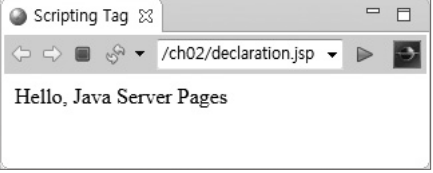 Scripting Tag
/ch02/declaration.jsp
Hello, Java Server Pages